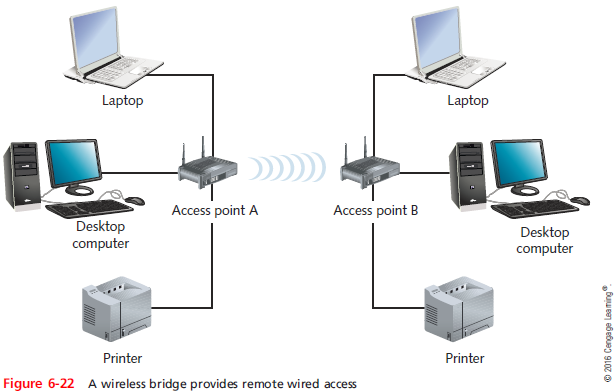 Laptop
Laptop
Access point A
Access point B
Desktop
computer
Desktop
computer
Printer
Printer
Figure 6-22 A wireless bridge provides remote wired access
© 2016 Cengage Learning®.